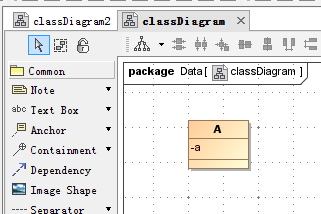 classDiagram2
classDiagram
Common
package Data[ classDiagram ]
Note
Text Box
Anchor
Containment
Dependency
Image Shape
Separator
A
-a